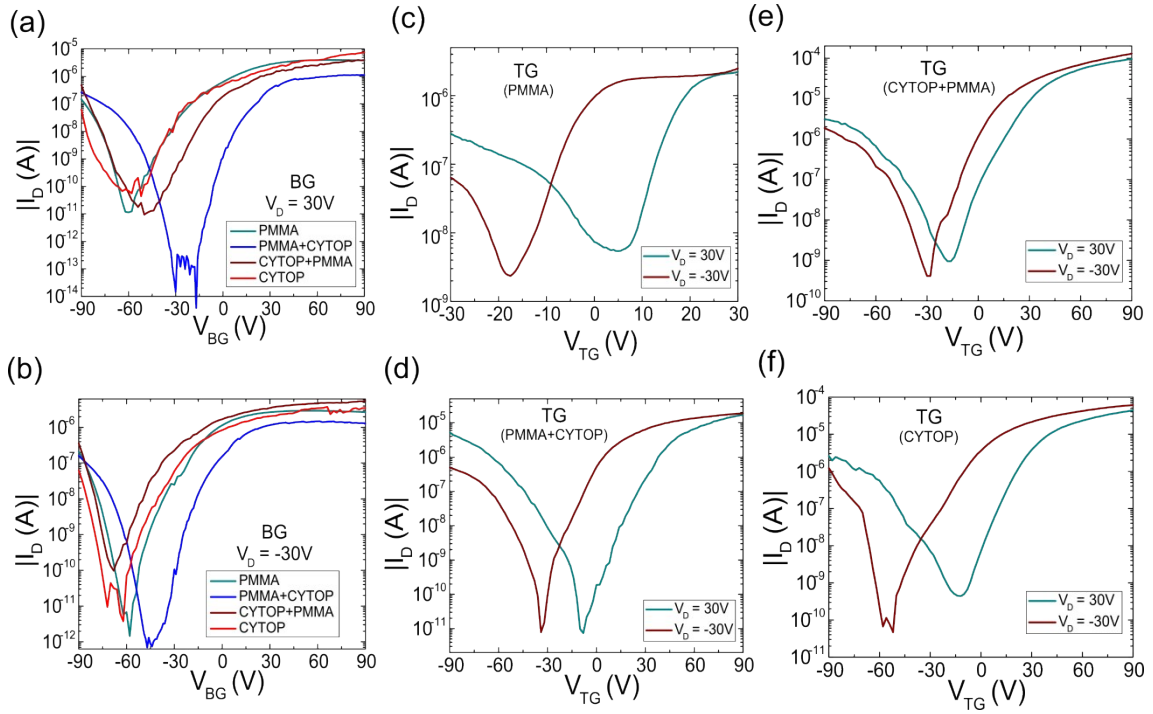 (a)
10^-5
10^-6
10^-7
10^-8
10^-9
10^-10
10^-11
10^-12
10^-13
10^-14
|I_D (A)|
BG
V_D = 30V
PMMA
PMMA+CYTOP
CYTOP+PMMA
CYTOP
-90 -60 -30 0 30 60 90
V_BG (V)
(c)
10^-6
10^-7
10^-8
10^-9
|I_D (A)|
TG
(PMMA)
V_D = 30V
V_D = -30V
-30 -20 -10 0 10 20 30
V_TG (V)
(e)
10^-4
10^-5
10^-6
10^-7
10^-8
10^-9
10^-10
|I_D (A)|
TG
(CYTOP+PMMA)
V_D = 30V
V_D = -30V
-90 -60 -30 0 30 60 90
V_TG (V)
(b)
10^-6
10^-7
10^-8
10^-9
10^-10
10^-11
10^-12
|I_D (A)|
BG
V_D = -30V
PMMA
PMMA+CYTOP
CYTOP+PMMA
CYTOP
-90 -60 -30 0 30 60 90
V_BG (V)
(d)
10^-5
10^-6
10^-7
10^-8
10^-9
10^-10
10^-11
|I_D (A)|
TG
(PMMA+CYTOP)
V_D = 30V
V_D = -30V
-90 -60 -30 0 30 60 90
V_TG (V)
(f)
10^-4
10^-5
10^-6
10^-7
10^-8
10^-9
10^-10
10^-11
|I_D (A)|
TG
(CYTOP)
V_D = 30V
V_D = -30V
-90 -60 -30 0 30 60 90
V_TG (V)